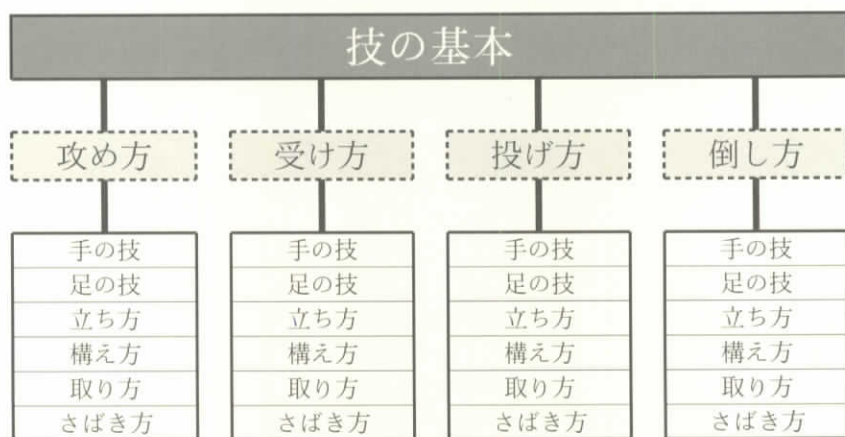 技の基本
攻め方
受け方
投げ方
倒し方
手の技
足の技
立ち方
構え方
取り方
さばき方
手の技
足の技
立ち方
構え方
取り方
さばき方
手の技
足の技
立ち方
構え方
取り方
さばき方
手の技
足の技
立ち方
構え方
取り方
さばき方